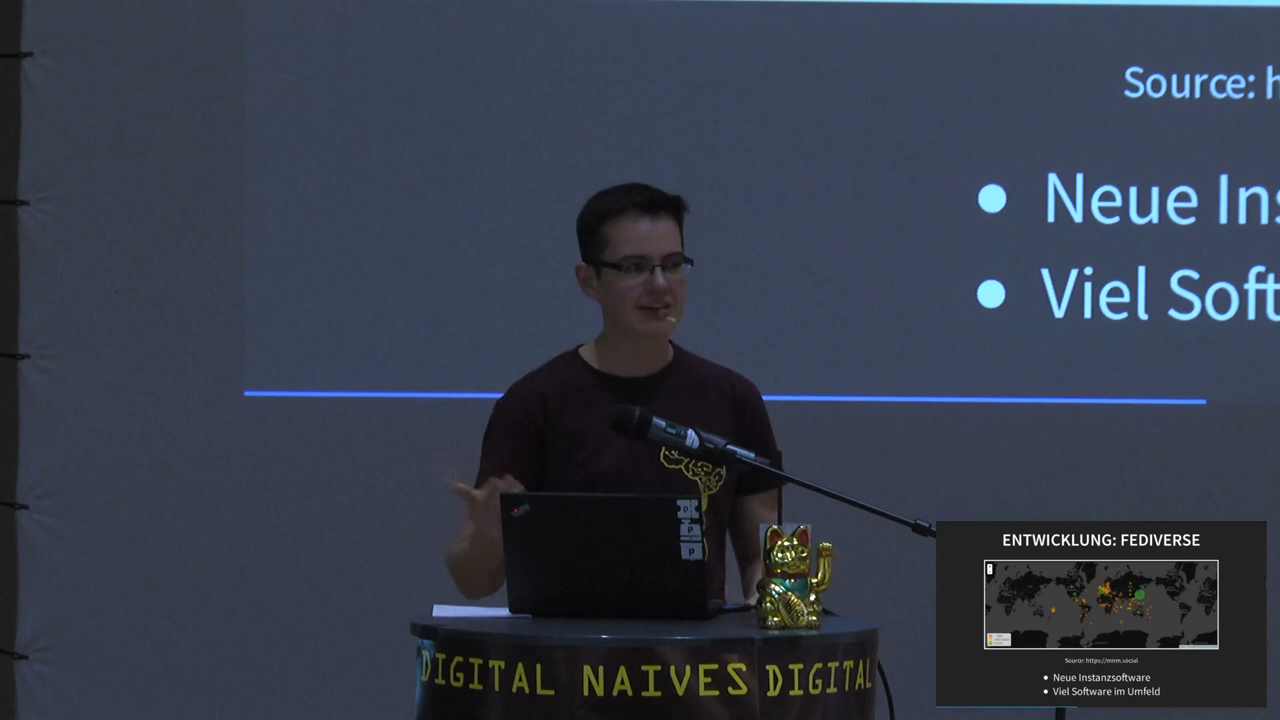 Source: h
Neue Ins
Viel Soft
DIGITAL NAIVES DIGITAL
ENTWICKLUNG: FEDIVERSE
Source: https://mnm.social
Neue Instanzsoftware
Viel Software im Umfeld